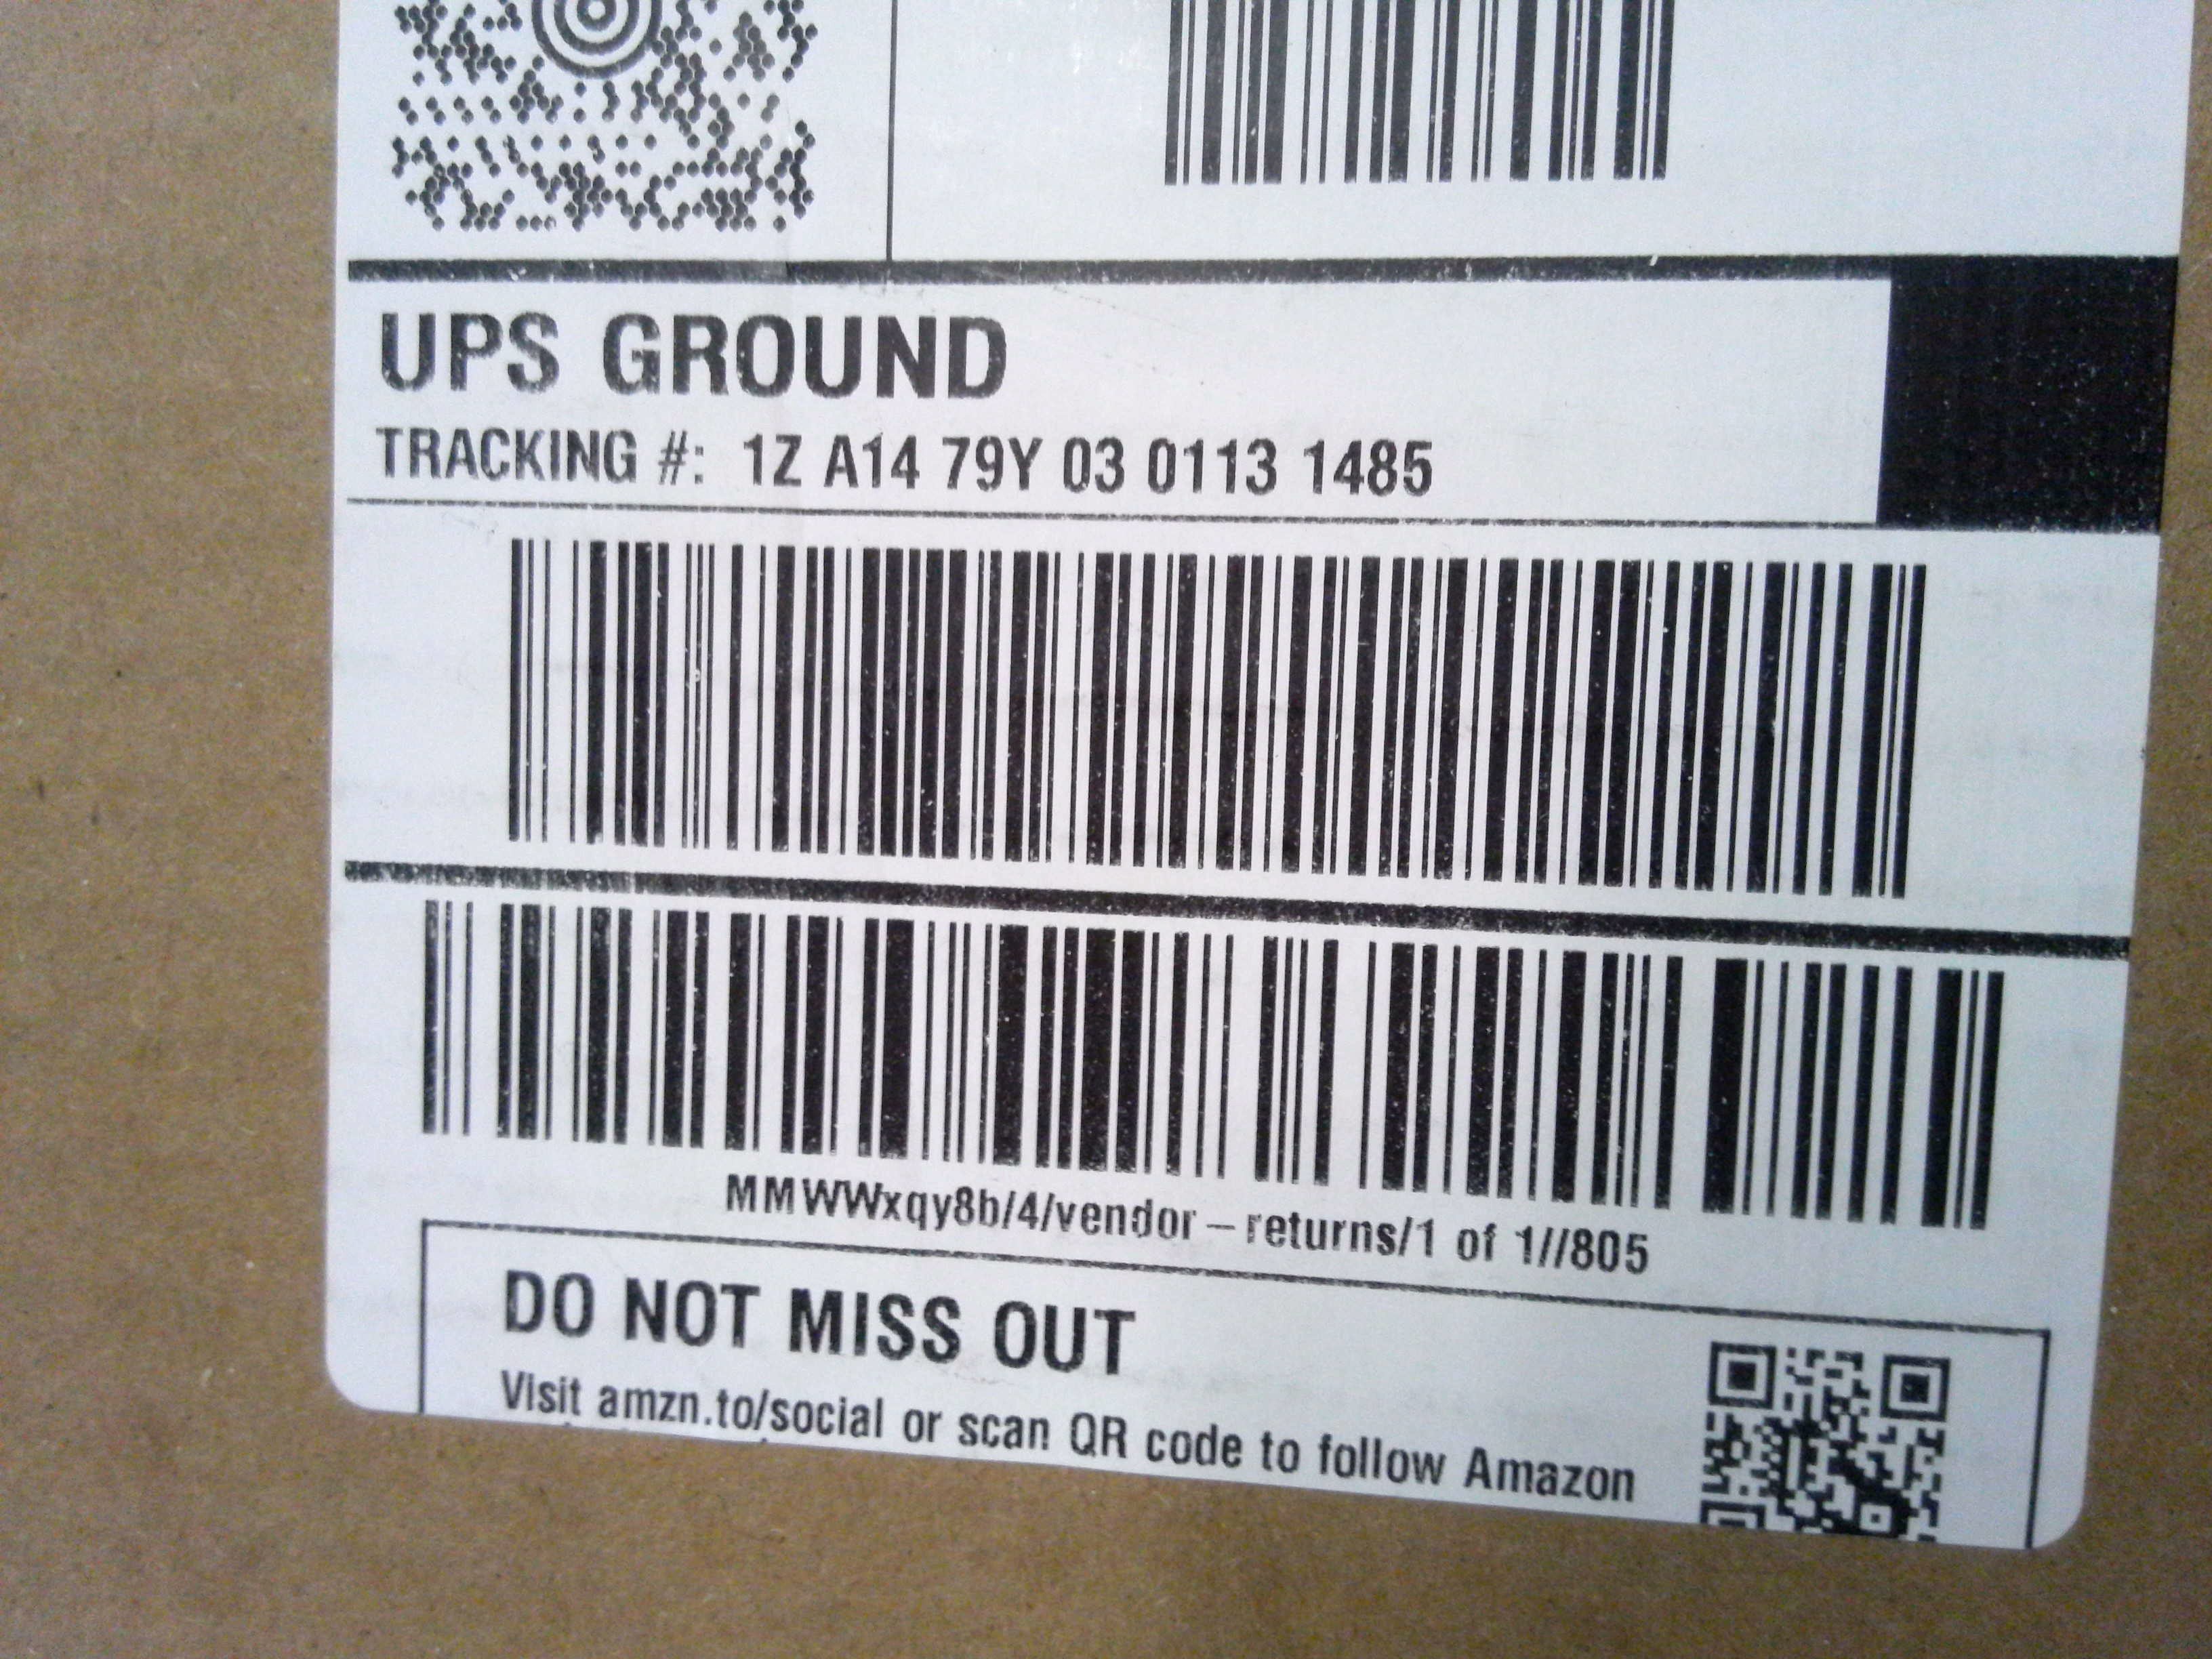 UPS GROUND
TRACKING #: 1Z A14 79Y 03 0113 1485
MMWWxqy8b/4/vendor-returns/1 of 1//805
DO NOT MISS OUT
Visit amzn.to/social or scan QR code to follow Amazon